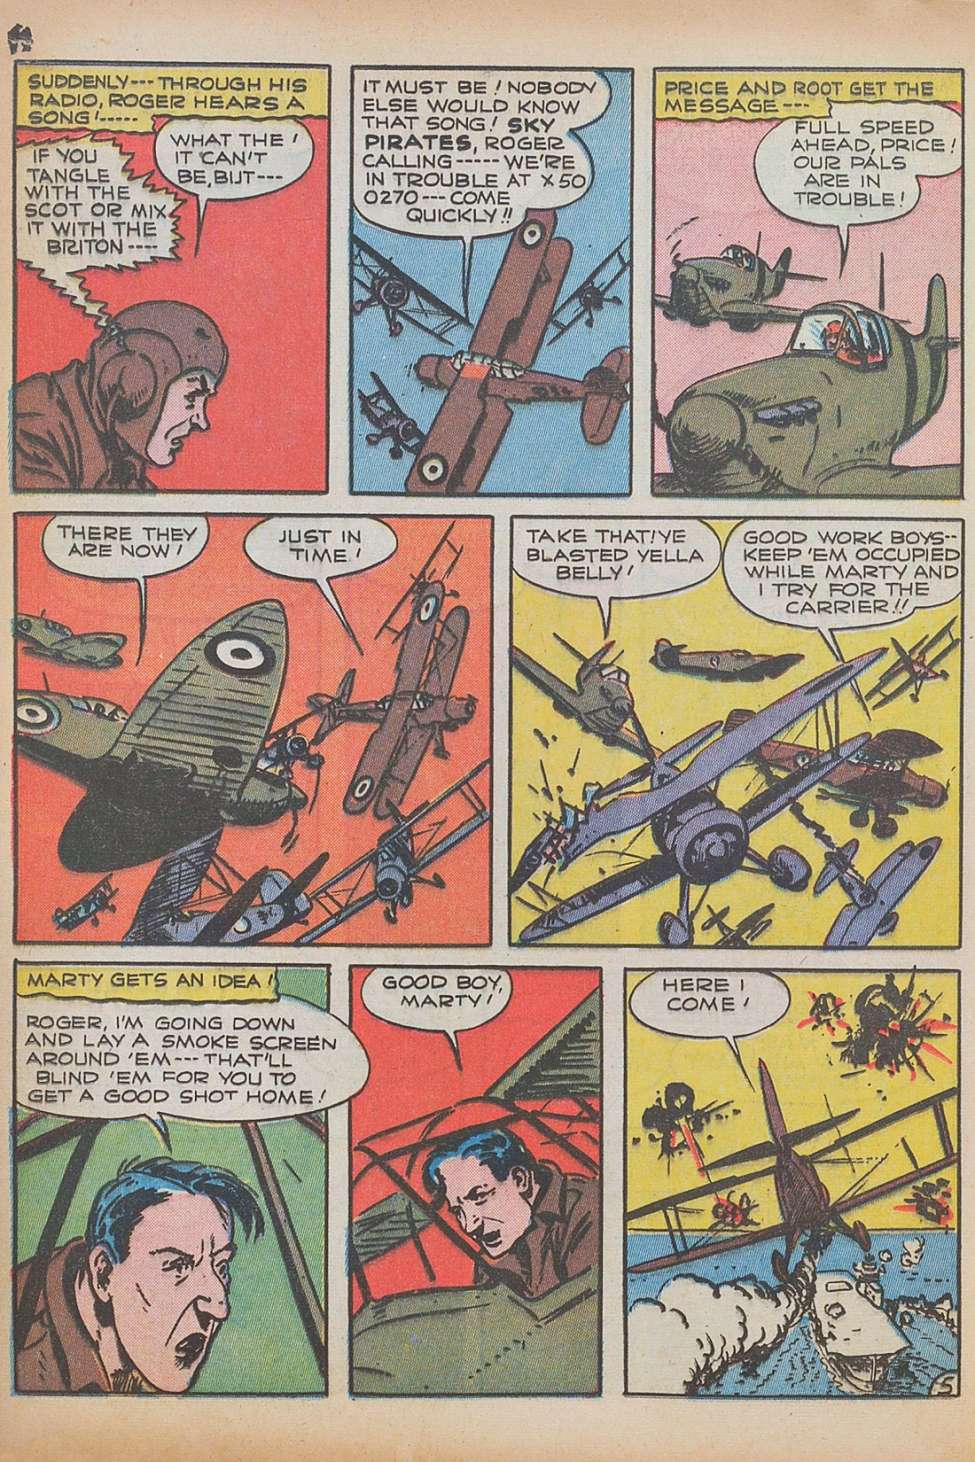 SUDDENLY---THROUGH HIS
RADIO, ROGER HEARS A
SONG!-----
IF YOU
TANGLE
WITH THE
SCOT OR MIX
IT WITH THE
BRITON ----
WHAT THE!
IT CAN'T
BE, BUT---
IT MUST BE! NOBODY
ELSE WOULD KNOW
THAT SONG! SKY
PIRATES, ROGER
CALLING-----WE'RE
IN TROUBLE AT X50
0270---COME
QUICKLY!!
PRICE AND ROOT GET THE
MESSAGE---
FULL SPEED
AHEAD, PRICE!
OUR PALS
ARE IN
TROUBLE!
THERE THEY
ARE NOW!
JUST IN
TIME!
TAKE THAT! YE
BLASTED YELLA
BELLY!
GOOD WORK BOYS--
KEEP 'EM OCCUPIED
WHILE MARTY AND
I TRY FOR THE
CARRIER!!
MARTY GETS AN IDEA!
ROGER, I'M GOING DOWN
AND LAY A SMOKE SCREEN
AROUND 'EM---THAT'LL
BLIND 'EM FOR YOU TO
GET A GOOD SHOT HOME!
GOOD BOY,
MARTY!
HERE I
COME!
5